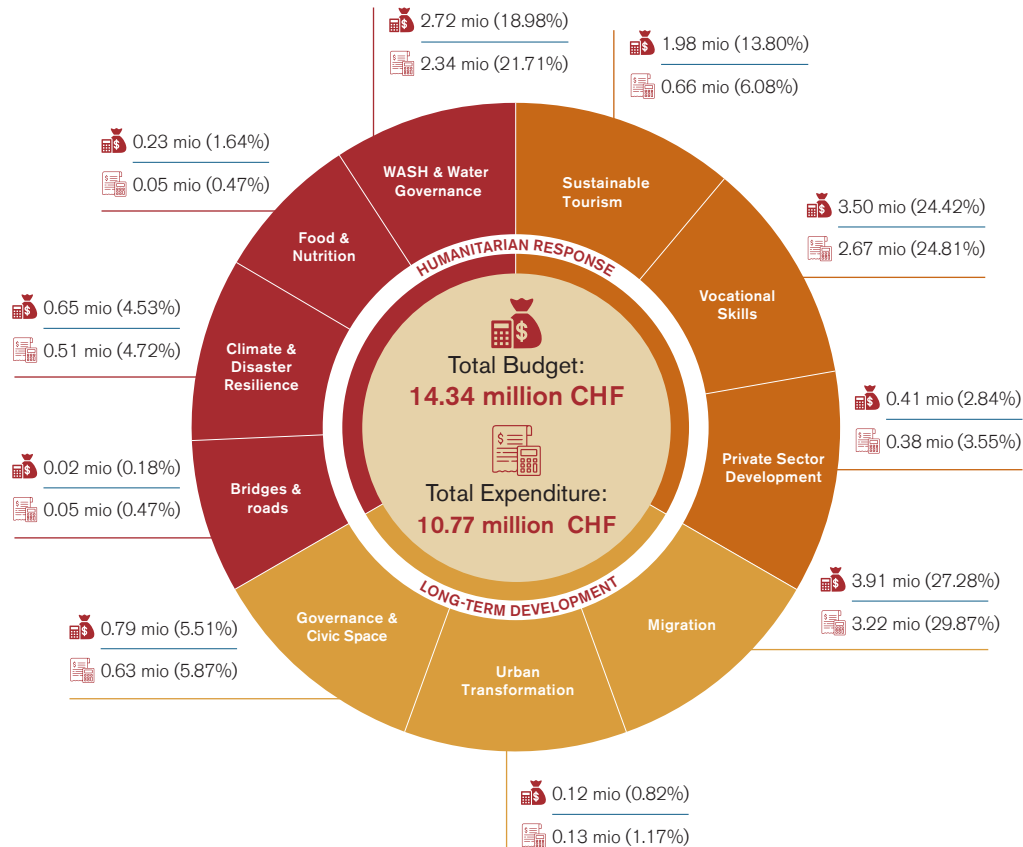 2.72 mio (18.98%)
2.34 mio (21.71%)
1.98 mio (13.80%)
0.66 mio (6.08%)
0.23 mio (1.64%)
0.05 mio (0.47%)
3.50 mio (24.42%)
2.67 mio (24.81%)
0.65 mio (4.53%)
0.51 mio (4.72%)
0.41 mio (2.84%)
0.38 mio (3.55%)
0.02 mio (0.18%)
0.05 mio (0.47%)
3.91 mio (27.28%)
3.22 mio (29.87%)
0.79 mio (5.51%)
0.63 mio (5.87%)
0.12 mio (0.82%)
0.13 mio (1.17%)
WASH & Water
Governance
Sustainable
Tourism
Food &
Nutrition
Vocational
Skills
Climate &
Disaster
Resilience
Private Sector
Development
Bridges &
roads
Migration
Governance &
Civic Space
Urban
Transformation
HUMANITARIAN RESPONSE
Total Budget:
14.34 million CHF
Total Expenditure:
10.77 million CHF
LONG-TERM DEVELOPMENT